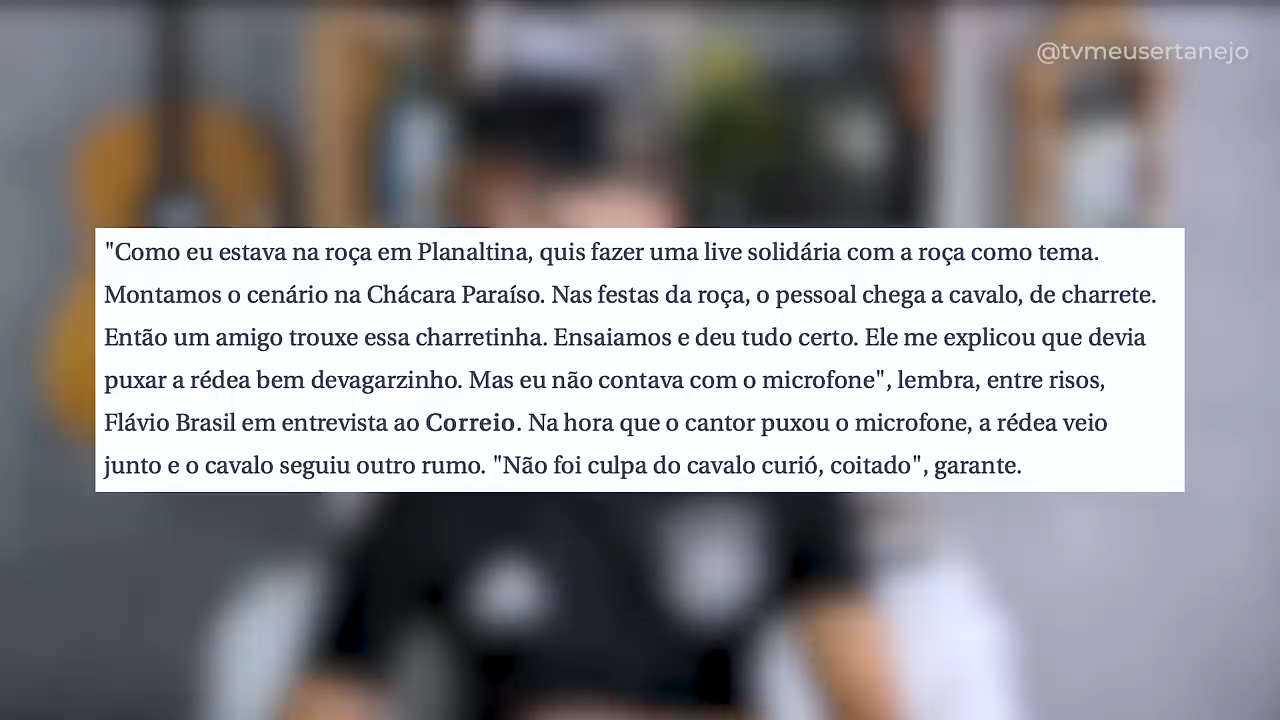 @tvmeusertanejo
"Como eu estava na roça em Planaltina, quis fazer uma live solidária com a roça como tema.
Montamos o cenário na Chácara Paraíso. Nas festas da roça, o pessoal chega a cavalo, de charrete.
Então um amigo trouxe essa charretinha. Ensaiamos e deu tudo certo. Ele me explicou que devia
puxar a rédea bem devagarzinho. Mas eu não contava com o microfone", lembra, entre risos,
Flávio Brasil em entrevista ao Correio. Na hora que o cantor puxou o microfone, a rédea veio
junto e o cavalo seguiu outro rumo. "Não foi culpa do cavalo curió, coitado", garante.